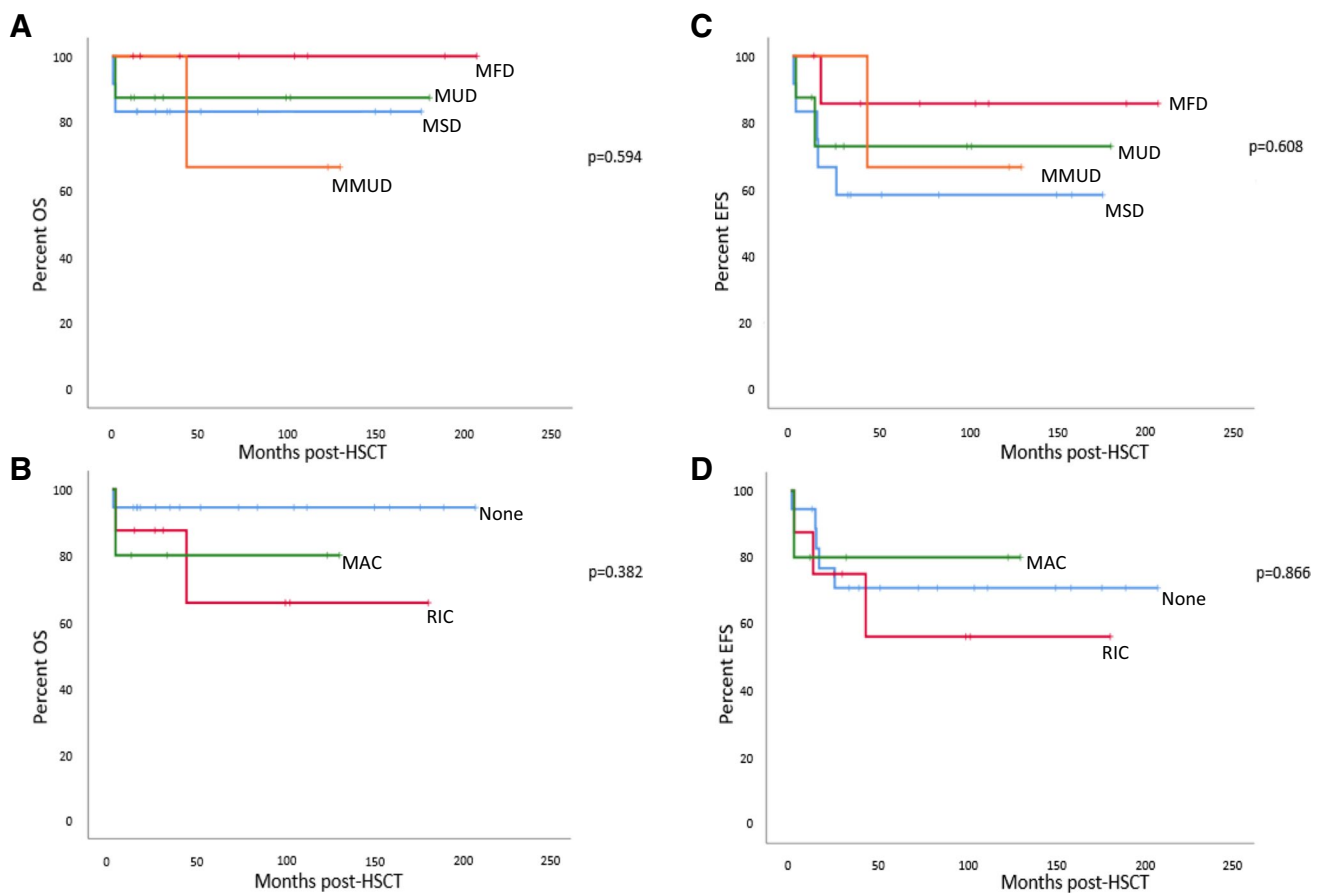 A
Percent OS
100
80
60
40
20
0
MFD
MUD
MSD
MMUD
p=0.594
0 50 100 150 200 250
Months post-HSCT
C
Percent EFS
100
80
60
40
20
0
MFD
MUD
MMUD
MSD
p=0.608
0 50 100 150 200 250
Months post-HSCT
B
Percent OS
100
80
60
40
20
0
None
MAC
RIC
p=0.382
0 50 100 150 200 250
Months post-HSCT
D
Percent EFS
100
80
60
40
20
0
MAC
None
RIC
p=0.866
0 50 100 150 200 250
Months post-HSCT